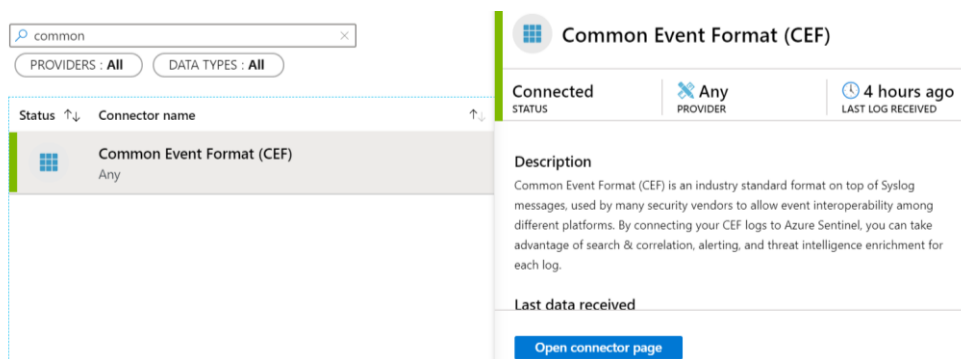 common
PROVIDERS : All
DATA TYPES : All
Status
Connector name
Common Event Format (CEF)
Any
Common Event Format (CEF)
Connected
STATUS
Any
PROVIDER
4 hours ago
LAST LOG RECEIVED
Description
Common Event Format (CEF) is an industry standard format on top of Syslog
messages, used by many security vendors to allow event interoperability among
different platforms. By connecting your CEF logs to Azure Sentinel, you can take
advantage of search & correlation, alerting, and threat intelligence enrichment for
each log.
Last data received
Open connector page